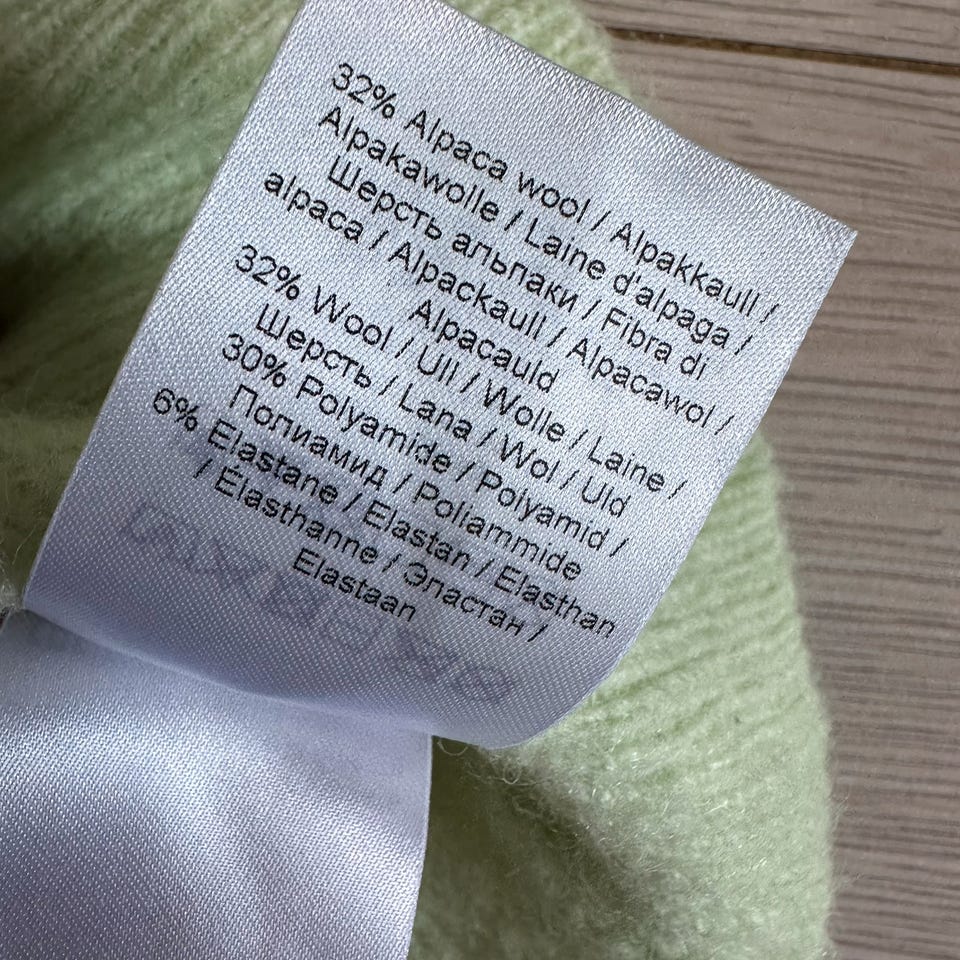 32% Alpaca wool / Alpakkaull /
Alpakawolle / Laine d'alpaga /
Шерсть альпаки / Fibra di
alpaca / Alpackaull / Alpacawol /
Alpacauld
32% Wool / Ull / Wolle / Laine /
Шерсть / Lana / Wol / Uld
30% Polyamide / Polyamid /
Полиамид / Poliammide
6% Elastane / Elastan / Elasthan
/ Élasthanne / Эластан /
Elastaan